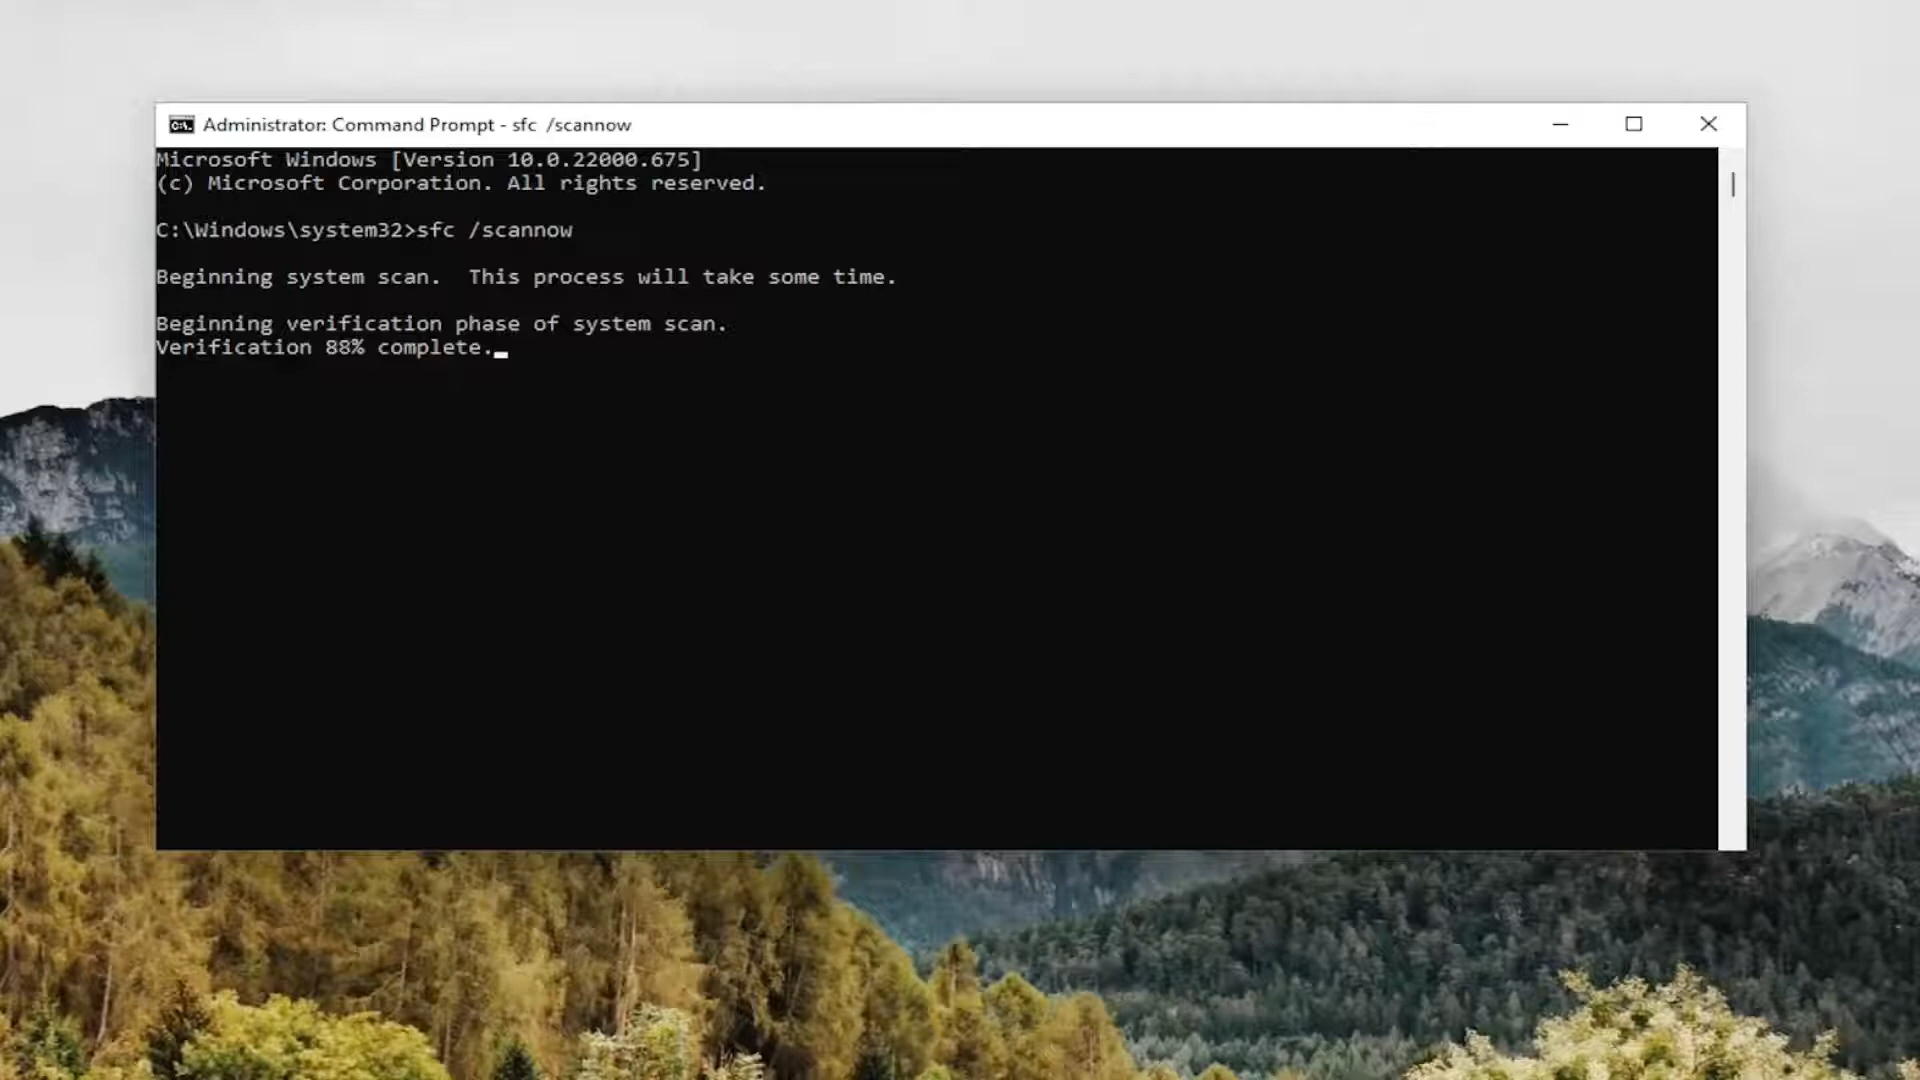 Administrator: Command Prompt - sfc  /scannow
Microsoft Windows [Version 10.0.22000.675]
(c) Microsoft Corporation. All rights reserved.
C:\Windows\system32>sfc /scannow
Beginning system scan.  This process will take some time.
Beginning verification phase of system scan.
Verification 88% complete.